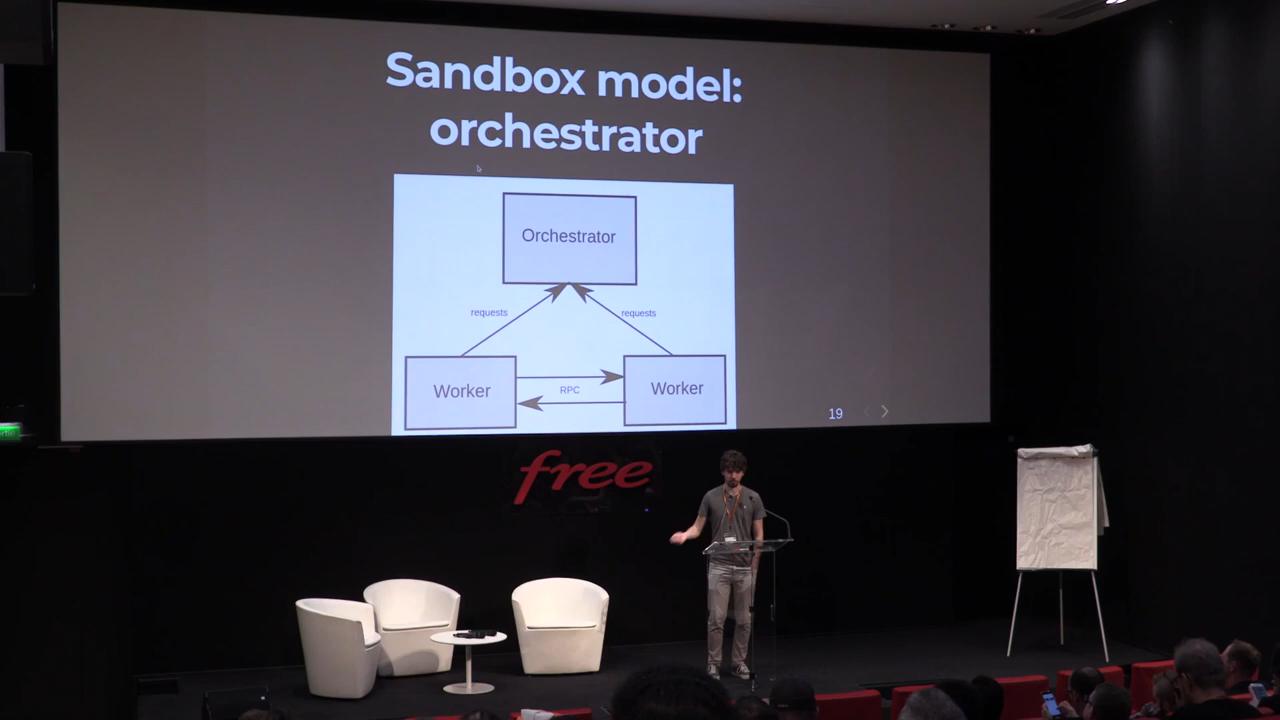 Sandbox model:
orchestrator
Orchestrator
requests
requests
Worker
RPC
Worker
19
free